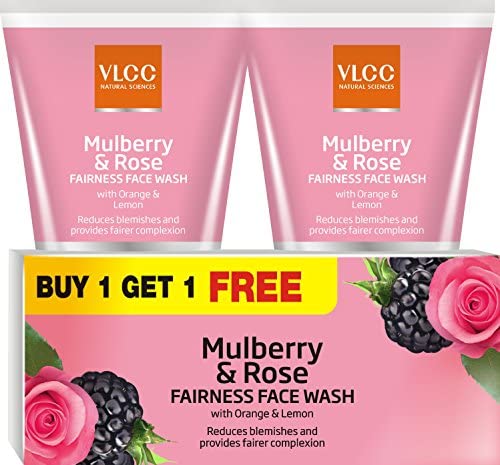 VLCC
NATURAL SCIENCES
Mulberry
& Rose
FAIRNESS FACE WASH
with Orange &
Lemon
Reduces blemishes and
provides fairer complexion
VLCC
NATURAL SCIENCES
Mulberry
& Rose
FAIRNESS FACE WASH
with Orange &
Lemon
Reduces blemishes and
provides fairer complexion
BUY 1 GET 1 FREE
Mulberry
& Rose
FAIRNESS FACE WASH
with Orange & Lemon
Reduces blemishes and
provides fairer complexion